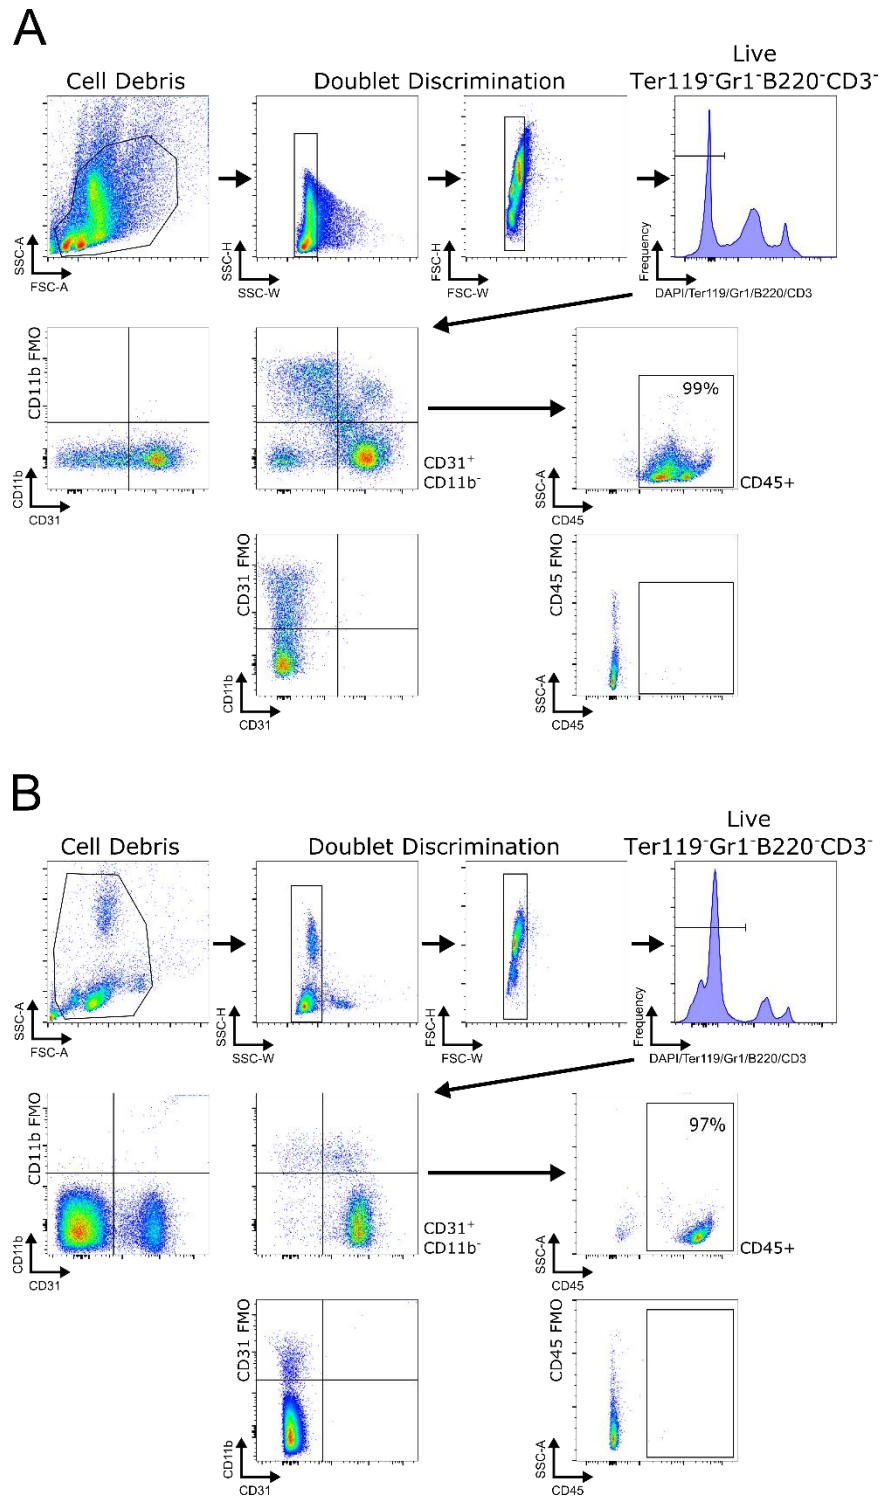 A
Live
Cell Debris
Doublet Discrimination
Ter119⁻Gr1⁻B220⁻CD3⁻
SSC-A
FSC-A
SSC-H
SSC-W
FSC-H
FSC-W
Frequency
DAPI/Ter119/Gr1/B220/CD3
CD11b FMO
CD11b
CD31
CD31⁺
CD11b⁻
99%
SSC-A
CD45
CD45+
CD31 FMO
CD11b
CD31
CD45 FMO
SSC-A
CD45
B
Live
Cell Debris
Doublet Discrimination
Ter119⁻Gr1⁻B220⁻CD3⁻
SSC-A
FSC-A
SSC-H
SSC-W
FSC-H
FSC-W
Frequency
DAPI/Ter119/Gr1/B220/CD3
CD11b FMO
CD11b
CD31
CD31⁺
CD11b⁻
97%
SSC-A
CD45
CD45+
CD31 FMO
CD11b
CD31
CD45 FMO
SSC-A
CD45